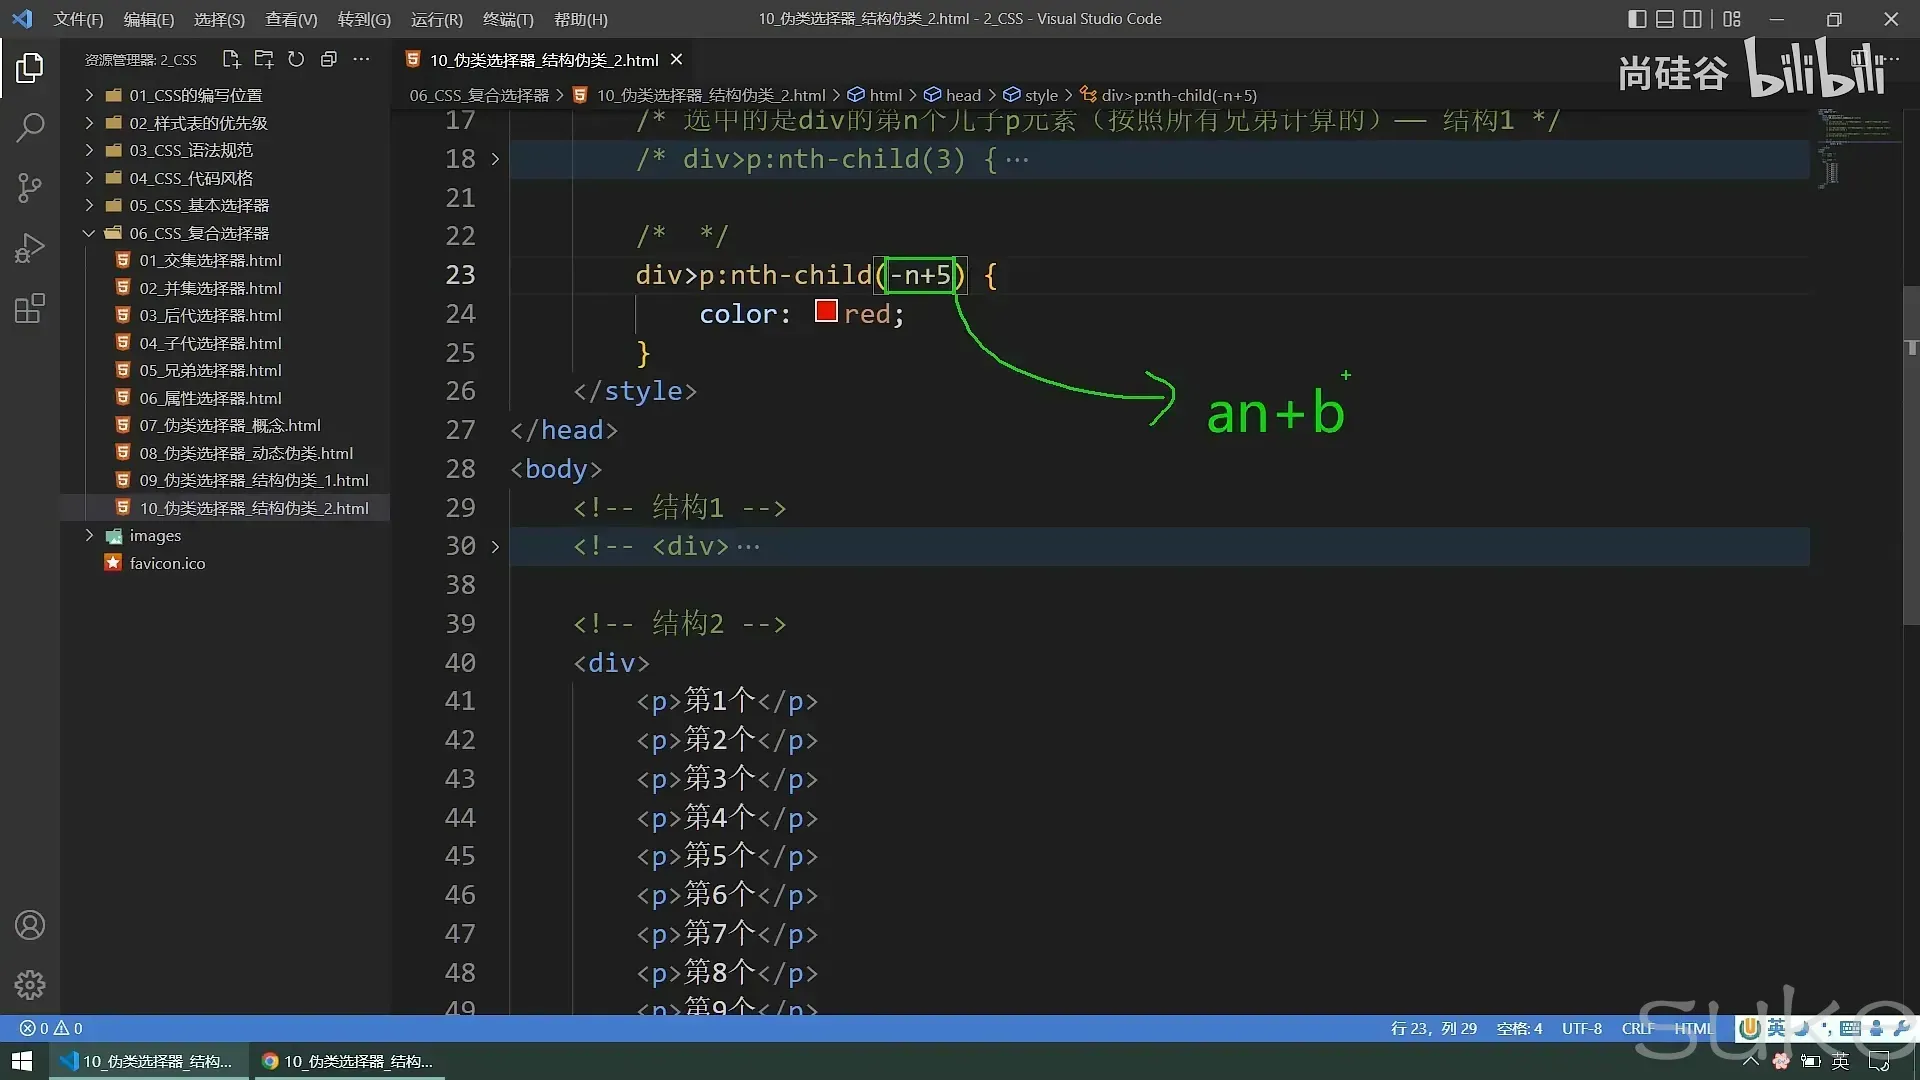 文件(F) 编辑(E) 选择(S) 查看(V) 转到(G) 运行(R) 终端(T) 帮助(H)
10_伪类选择器_结构伪类_2.html - 2_CSS - Visual Studio Code
资源管理器: 2_CSS
01_CSS的编写位置
02_样式表的优先级
03_CSS_语法规范
04_CSS_代码风格
05_CSS_基本选择器
06_CSS_复合选择器
01_交集选择器.html
02_并集选择器.html
03_后代选择器.html
04_子代选择器.html
05_兄弟选择器.html
06_属性选择器.html
07_伪类选择器_概念.html
08_伪类选择器_动态伪类.html
09_伪类选择器_结构伪类_1.html
10_伪类选择器_结构伪类_2.html
images
favicon.ico
10_伪类选择器_结构伪类_2.html
尚硅谷 bilibili
06_CSS_复合选择器 > 10_伪类选择器_结构伪类_2.html > html > head > style > div>p:nth-child(-n+5)
17 /* 选中的是div的第n个儿子p元素（按照所有兄弟计算的）—— 结构1 */
18 /* div>p:nth-child(3) {···
21
22 /*  */
23 div>p:nth-child(-n+5) {
24 color: red;
25 }
26 </style>
an+b
27 </head>
28 <body>
29 <!-- 结构1 -->
30 <!-- <div>···
38
39 <!-- 结构2 -->
40 <div>
41 <p>第1个</p>
42 <p>第2个</p>
43 <p>第3个</p>
44 <p>第4个</p>
45 <p>第5个</p>
46 <p>第6个</p>
47 <p>第7个</p>
48 <p>第8个</p>
49 <p>第9个</p>
0 0
行 23，列 29 空格: 4 UTF-8 CRLF HTML 英
suke
10_伪类选择器_结构... 10_伪类选择器_结构... 英